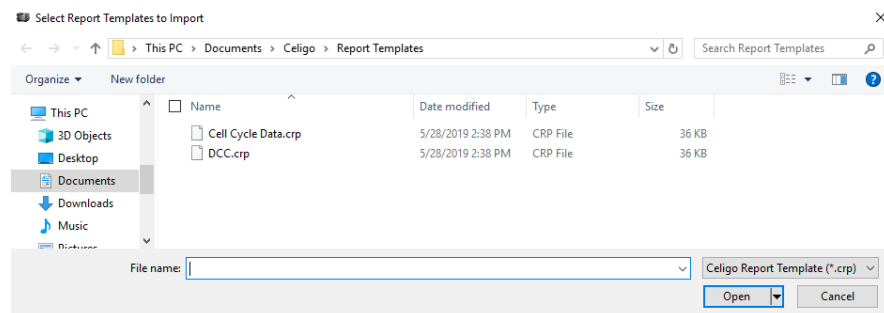 Select Report Templates to Import
This PC > Documents > Celigo > Report Templates
Search Report Templates
Organize
New folder
This PC
3D Objects
Desktop
Documents
Downloads
Music
Pictures
Name Date modified Type Size
Cell Cycle Data.crp 5/28/2019 2:38 PM CRP File 36 KB
DCC.crp 5/28/2019 2:38 PM CRP File 36 KB
File name:
Celigo Report Template (*.crp)
Open
Cancel